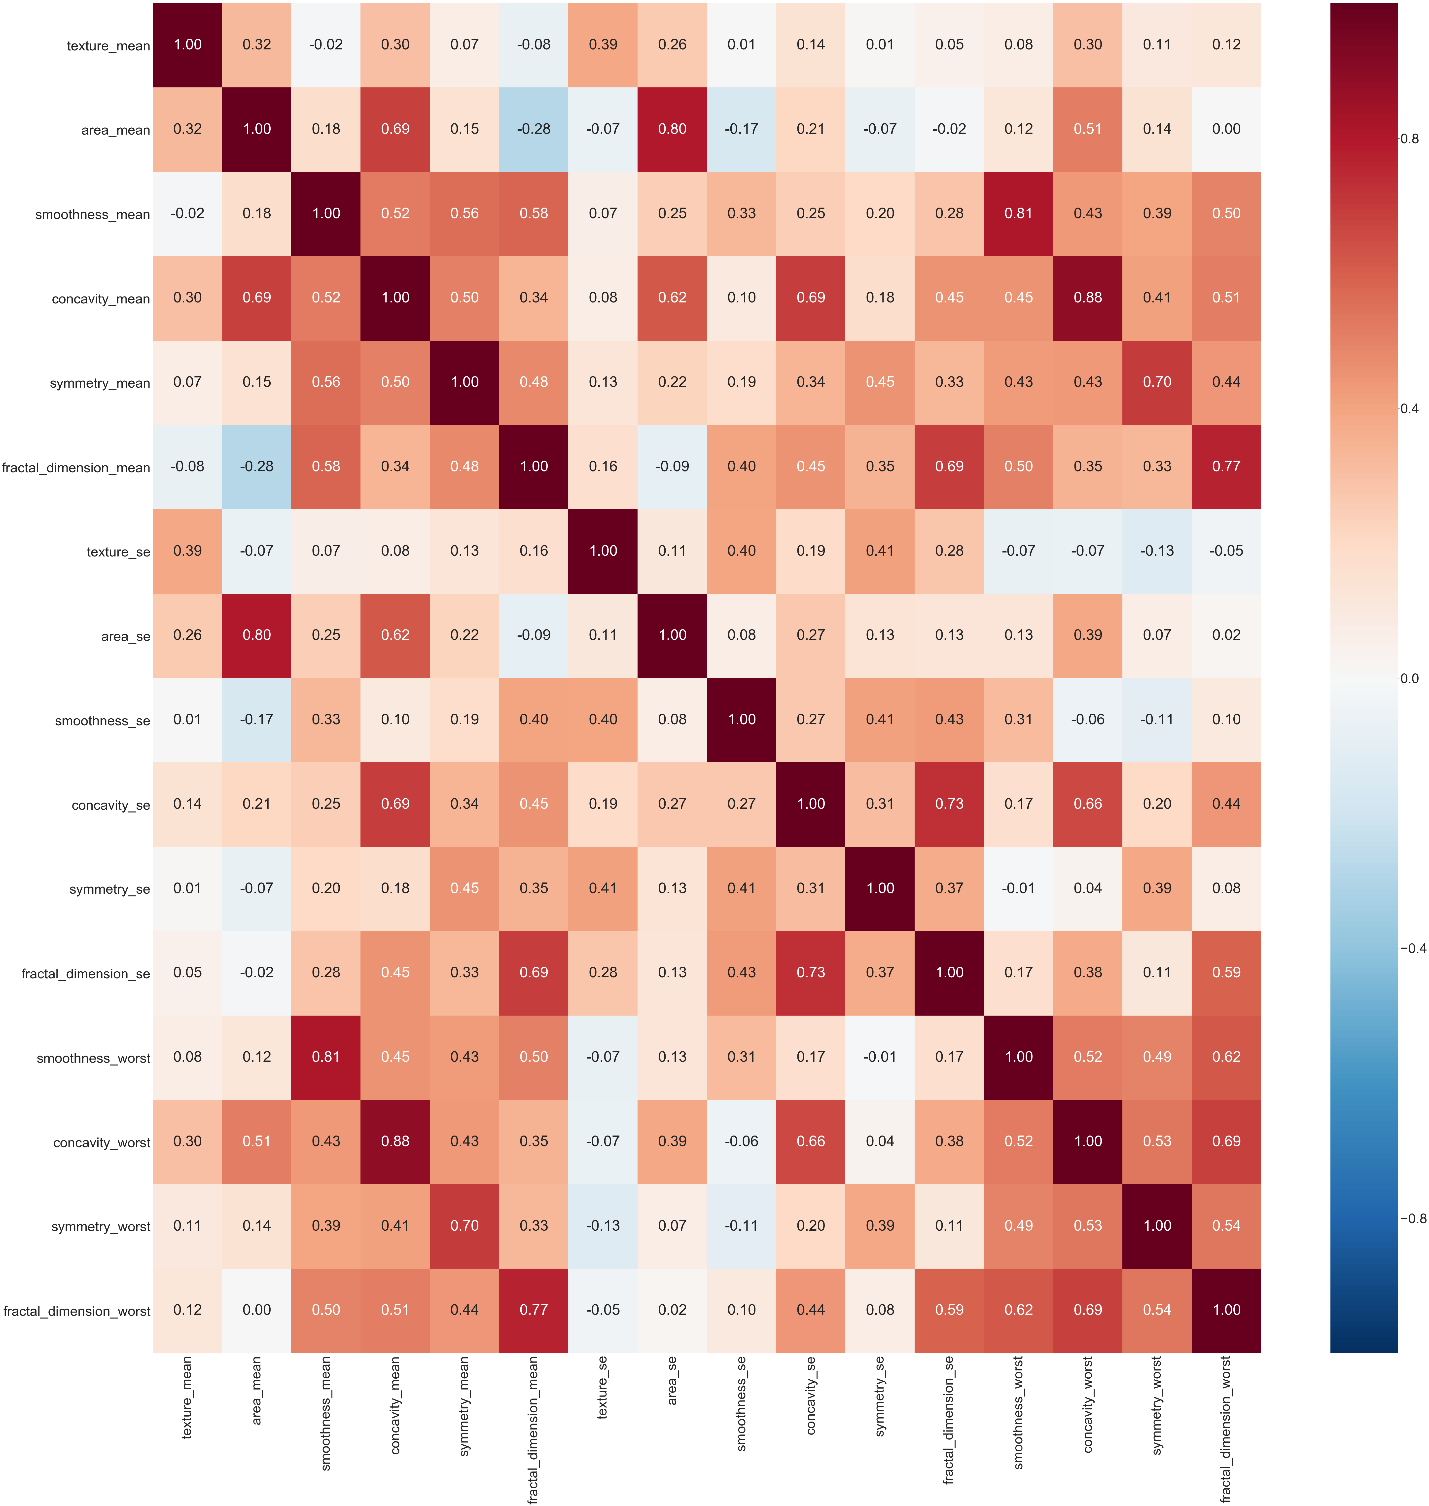 texture_mean 1.00 0.32 -0.02 0.30 0.07 -0.08 0.39 0.26 0.01 0.14 0.01 0.05 0.08 0.30 0.11 0.12
area_mean 0.32 1.00 0.18 0.69 0.15 -0.28 -0.07 0.80 -0.17 0.21 -0.07 -0.02 0.12 0.51 0.14 0.00
smoothness_mean -0.02 0.18 1.00 0.52 0.56 0.58 0.07 0.25 0.33 0.25 0.20 0.28 0.81 0.43 0.39 0.50
concavity_mean 0.30 0.69 0.52 1.00 0.50 0.34 0.08 0.62 0.10 0.69 0.18 0.45 0.45 0.88 0.41 0.51
symmetry_mean 0.07 0.15 0.56 0.50 1.00 0.48 0.13 0.22 0.19 0.34 0.45 0.33 0.43 0.43 0.70 0.44
fractal_dimension_mean -0.08 -0.28 0.58 0.34 0.48 1.00 0.16 -0.09 0.40 0.45 0.35 0.69 0.50 0.35 0.33 0.77
texture_se 0.39 -0.07 0.07 0.08 0.13 0.16 1.00 0.11 0.40 0.19 0.41 0.28 -0.07 -0.07 -0.13 -0.05
area_se 0.26 0.80 0.25 0.62 0.22 -0.09 0.11 1.00 0.08 0.27 0.13 0.13 0.13 0.39 0.07 0.02
smoothness_se 0.01 -0.17 0.33 0.10 0.19 0.40 0.40 0.08 1.00 0.27 0.41 0.43 0.31 -0.06 -0.11 0.10
concavity_se 0.14 0.21 0.25 0.69 0.34 0.45 0.19 0.27 0.27 1.00 0.31 0.73 0.17 0.66 0.20 0.44
symmetry_se 0.01 -0.07 0.20 0.18 0.45 0.35 0.41 0.13 0.41 0.31 1.00 0.37 -0.01 0.04 0.39 0.08
fractal_dimension_se 0.05 -0.02 0.28 0.45 0.33 0.69 0.28 0.13 0.43 0.73 0.37 1.00 0.17 0.38 0.11 0.59
smoothness_worst 0.08 0.12 0.81 0.45 0.43 0.50 -0.07 0.13 0.31 0.17 -0.01 0.17 1.00 0.52 0.49 0.62
concavity_worst 0.30 0.51 0.43 0.88 0.43 0.35 -0.07 0.39 -0.06 0.66 0.04 0.38 0.52 1.00 0.53 0.69
symmetry_worst 0.11 0.14 0.39 0.41 0.70 0.33 -0.13 0.07 -0.11 0.20 0.39 0.11 0.49 0.53 1.00 0.54
fractal_dimension_worst 0.12 0.00 0.50 0.51 0.44 0.77 -0.05 0.02 0.10 0.44 0.08 0.59 0.62 0.69 0.54 1.00
texture_mean
area_mean
smoothness_mean
concavity_mean
symmetry_mean
fractal_dimension_mean
texture_se
area_se
smoothness_se
concavity_se
symmetry_se
fractal_dimension_se
smoothness_worst
concavity_worst
symmetry_worst
fractal_dimension_worst
0.8
0.4
0.0
−0.4
−0.8